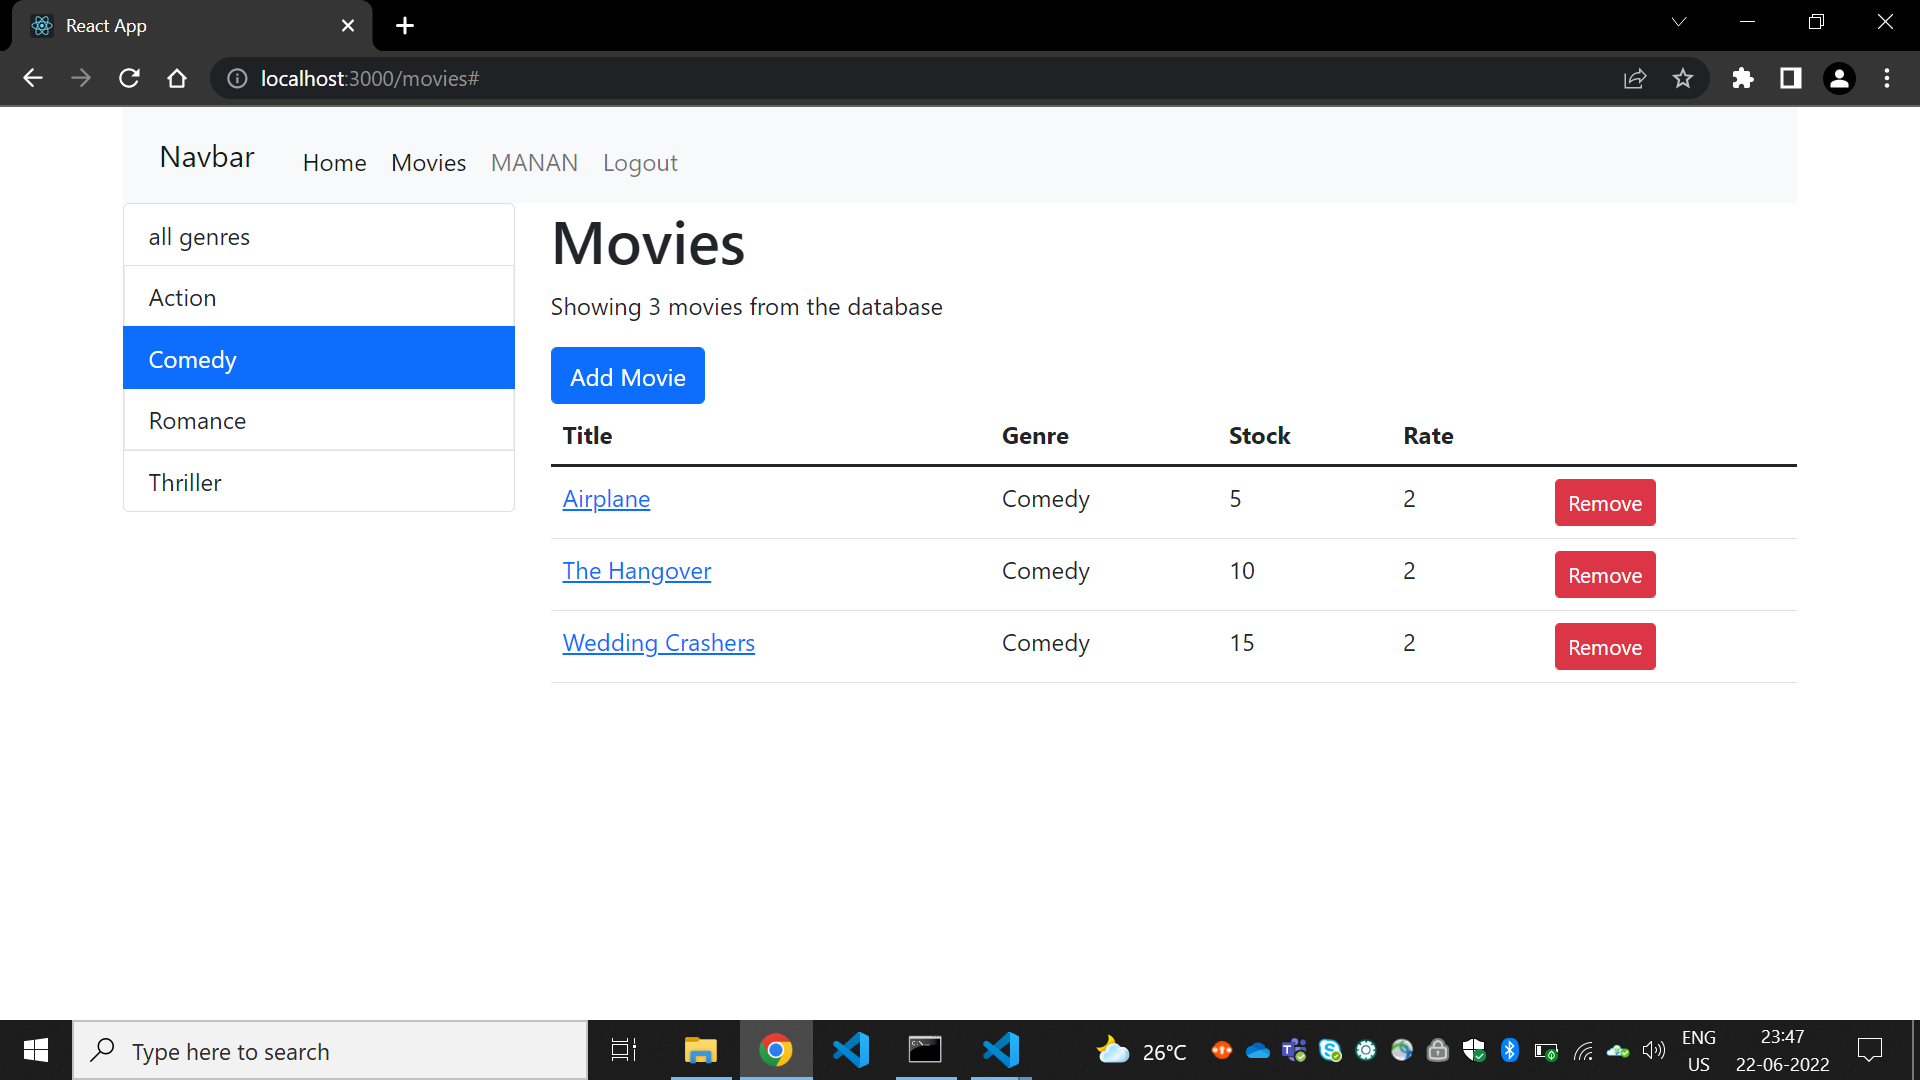 React App
localhost:3000/movies#
Navbar Home Movies MANAN Logout
all genres
Action
Comedy
Romance
Thriller
Movies
Showing 3 movies from the database
Add Movie
Title Genre Stock Rate
Airplane Comedy 5 2 Remove
The Hangover Comedy 10 2 Remove
Wedding Crashers Comedy 15 2 Remove
Type here to search
26°C
ENG
US
23:47
22-06-2022